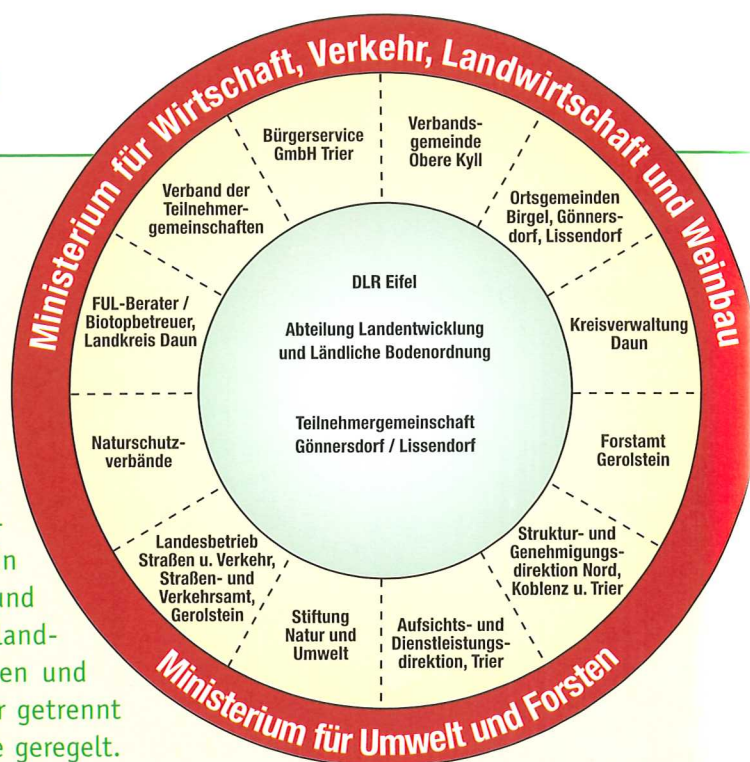 Ministerium für Wirtschaft, Verkehr, Landwirtschaft und Weinbau
Bürgerservice
GmbH Trier
Verbands-
gemeinde
Obere Kyll
Ortsgemeinden
Birgel, Gönners-
dorf, Lissendorf
Kreisverwaltung
Daun
Forstamt
Gerolstein
Struktur- und
Genehmigungs-
direktion Nord,
Koblenz u. Trier
Aufsichts- und
Dienstleistungs-
direktion, Trier
Stiftung
Natur und
Umwelt
Landesbetrieb
Straßen u. Verkehr,
Straßen- und
Verkehrsamt,
Gerolstein
Naturschutz-
verbände
FUL-Berater /
Biotopbetreuer,
Landkreis Daun
Verband der
Teilnehmer-
gemeinschaften
DLR Eifel
Abteilung Landentwicklung
und Ländliche Bodenordnung
Teilnehmergemeinschaft
Gönnersdorf / Lissendorf
Ministerium für Umwelt und Forsten
und
en und
getrennt
geregelt.